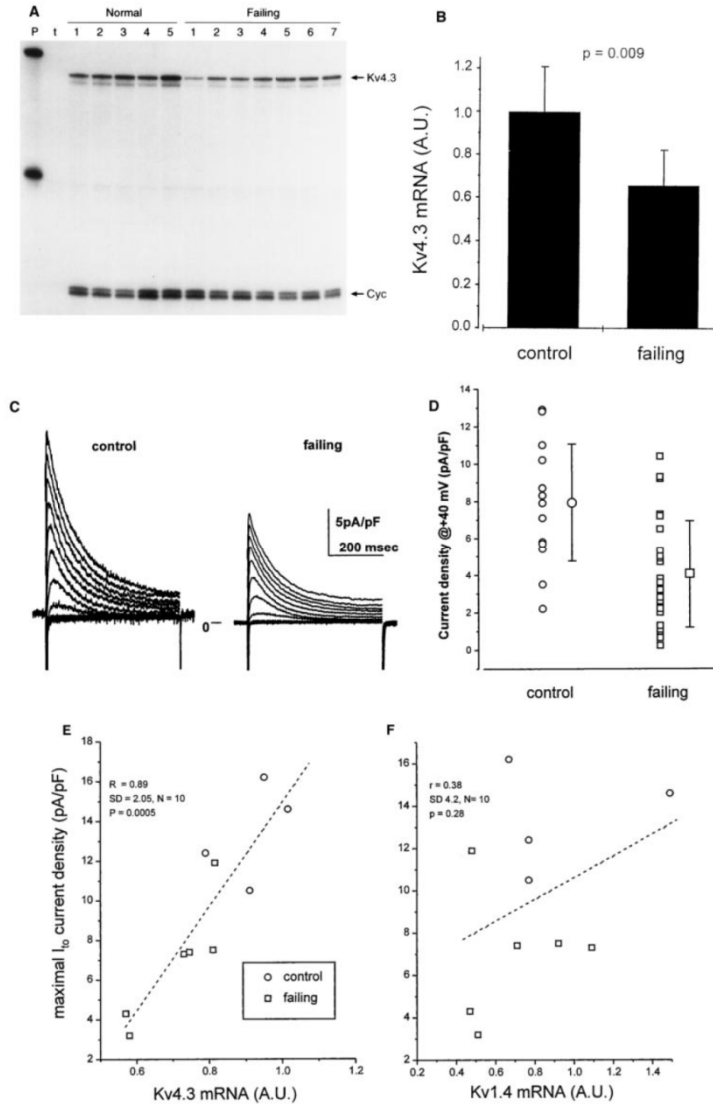 A
Normal Failing
P t 1 2 3 4 5 1 2 3 4 5 6 7
Kv4.3
Cyc
B
p = 0.009
Kv4.3 mRNA (A.U.)
1.2
1.0
0.8
0.6
0.4
0.2
0.0
control failing
C
control failing
5pA/pF
200 msec
0
D
Current density @+40 mV (pA/pF)
14
12
10
8
6
4
2
0
control failing
E
R = 0.89
SD = 2.05, N = 10
P = 0.0005
maximal Ito current density (pA/pF)
18
16
14
12
10
8
6
4
2
control
failing
0.6 0.8 1.0 1.2
Kv4.3 mRNA (A.U.)
F
r = 0.38
SD 4.2, N= 10
p = 0.28
16
14
12
10
8
6
4
2
0.2 0.4 0.6 0.8 1.0 1.2 1.4
Kv1.4 mRNA (A.U.)